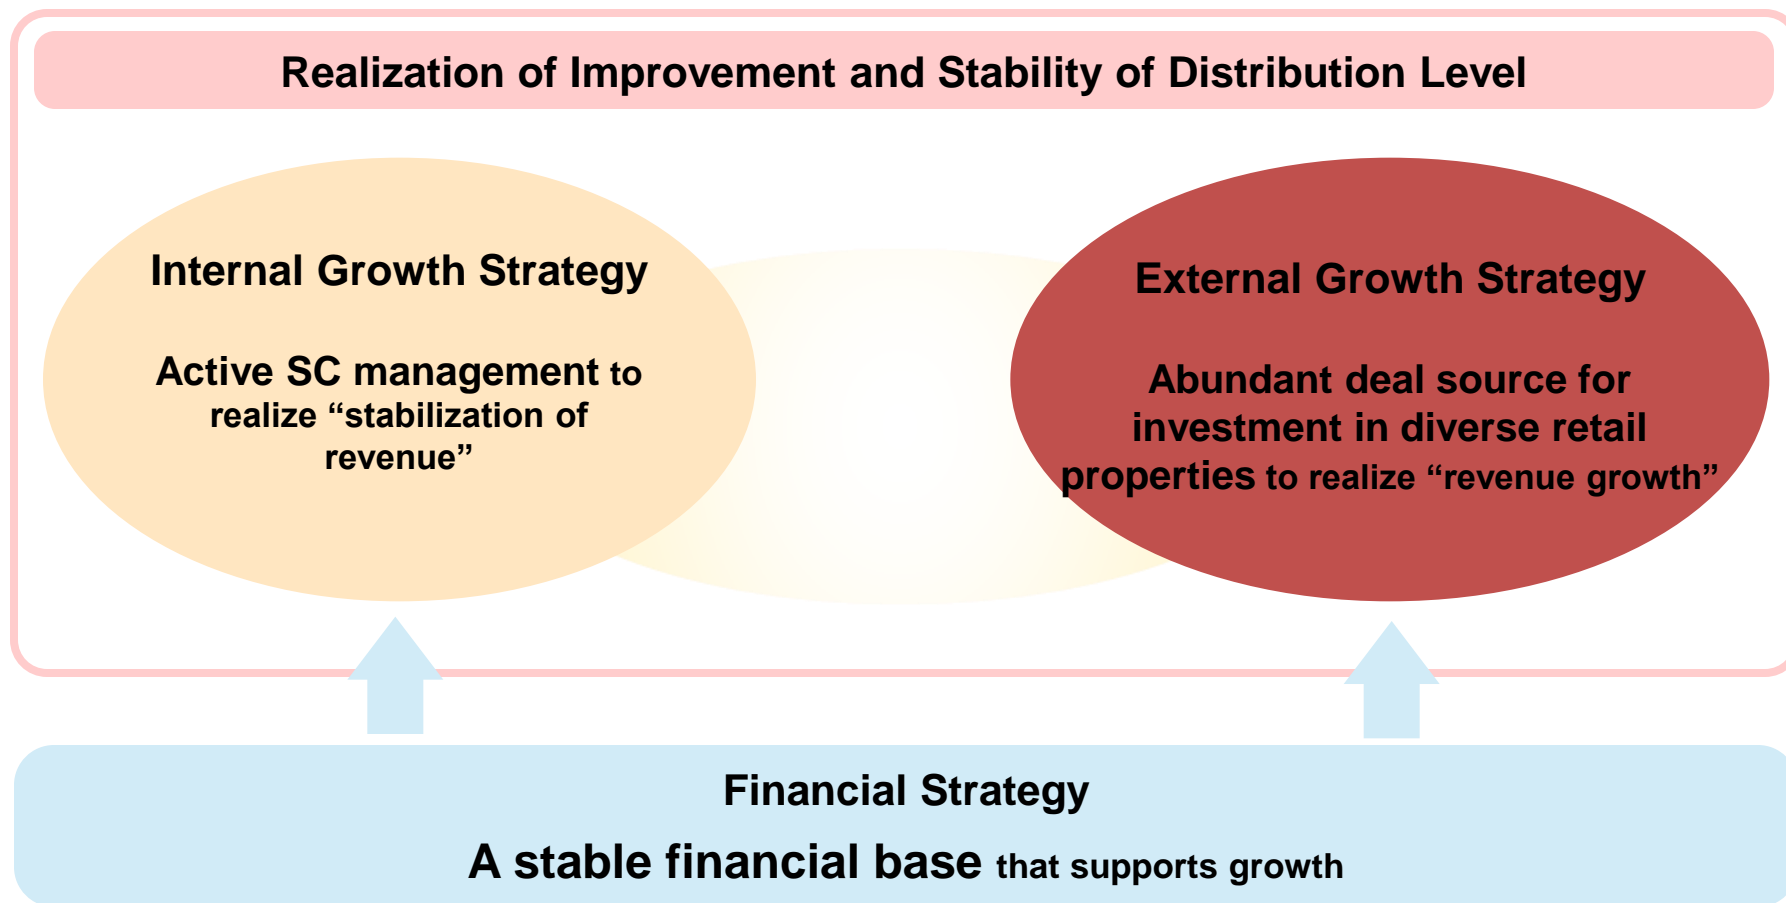 Realization of Improvement and Stability of Distribution Level
Internal Growth Strategy
Active SC management to
realize “stabilization of
revenue”
External Growth Strategy
Abundant deal source for
investment in diverse retail
properties to realize “revenue growth”
Financial Strategy
A stable financial base that supports growth